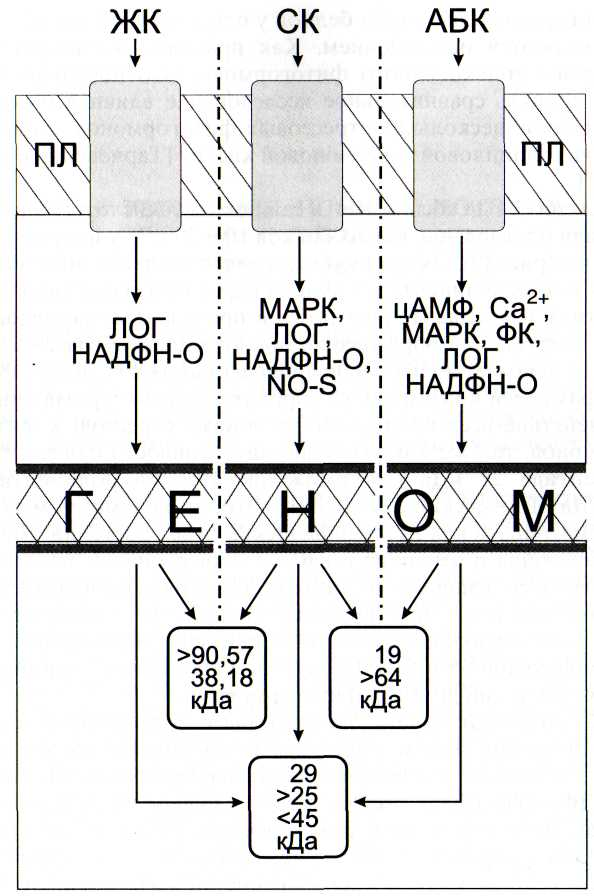 ЖК СК АБК
ПЛ ПЛ
ЛОГ
НАДФН-О
МАРК,
ЛОГ,
НАДФН-О,
NO-S
цАМФ, Ca²⁺,
МАРК, ФК,
ЛОГ,
НАДФН-О
ГЕНОМ
>90,57
38,18
кДа
19
>64
кДа
29
>25
<45
кДа